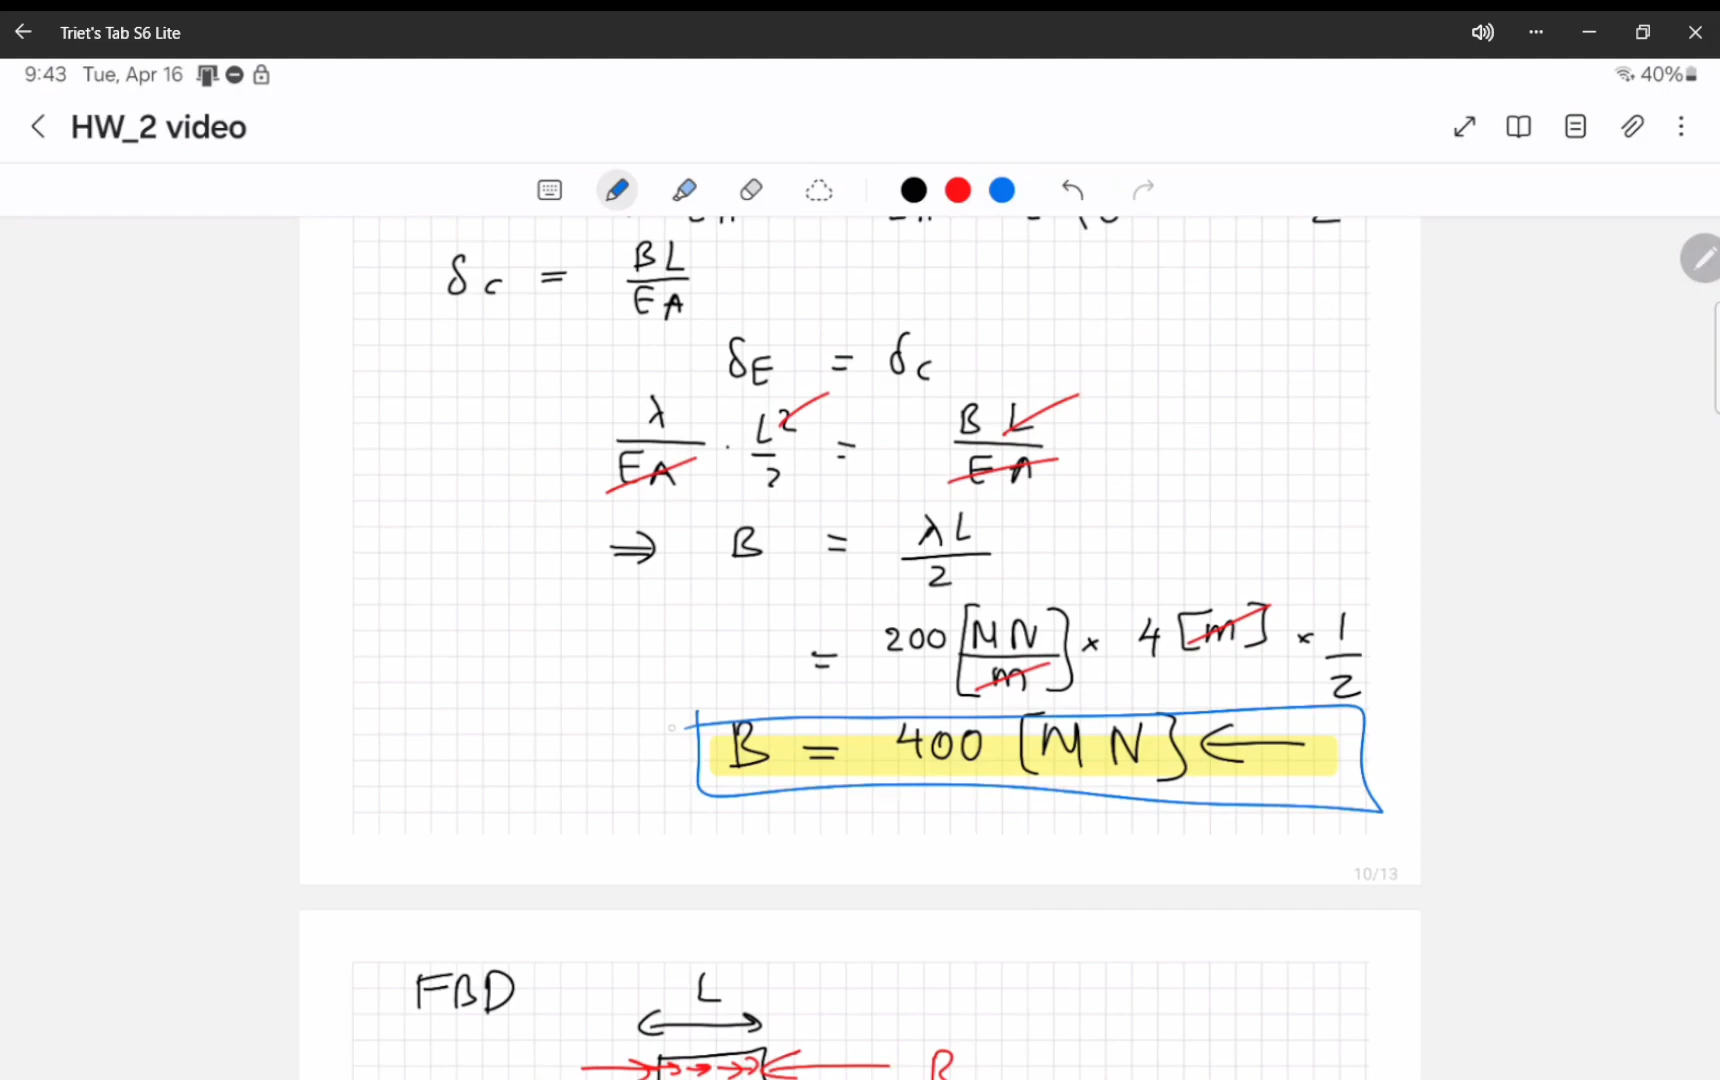 Triet's Tab S6 Lite
9:43 Tue, Apr 16 40%
HW_2 video
δc = BL/EA
δE = δc
λ/EA · L²/2 = BL/EA
⇒ B = λL/2
= 200 [MN/m] × 4 [m] × 1/2
B = 400 [MN] ←
10/13
FBD L
B